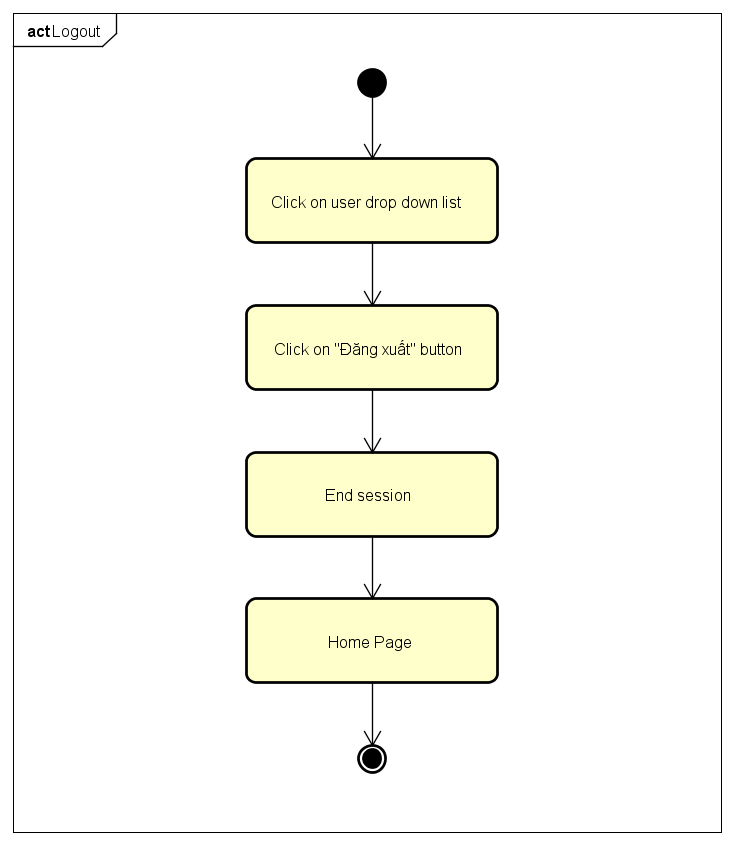 act Logout
Click on user drop down list
Click on "Đăng xuất" button
End session
Home Page